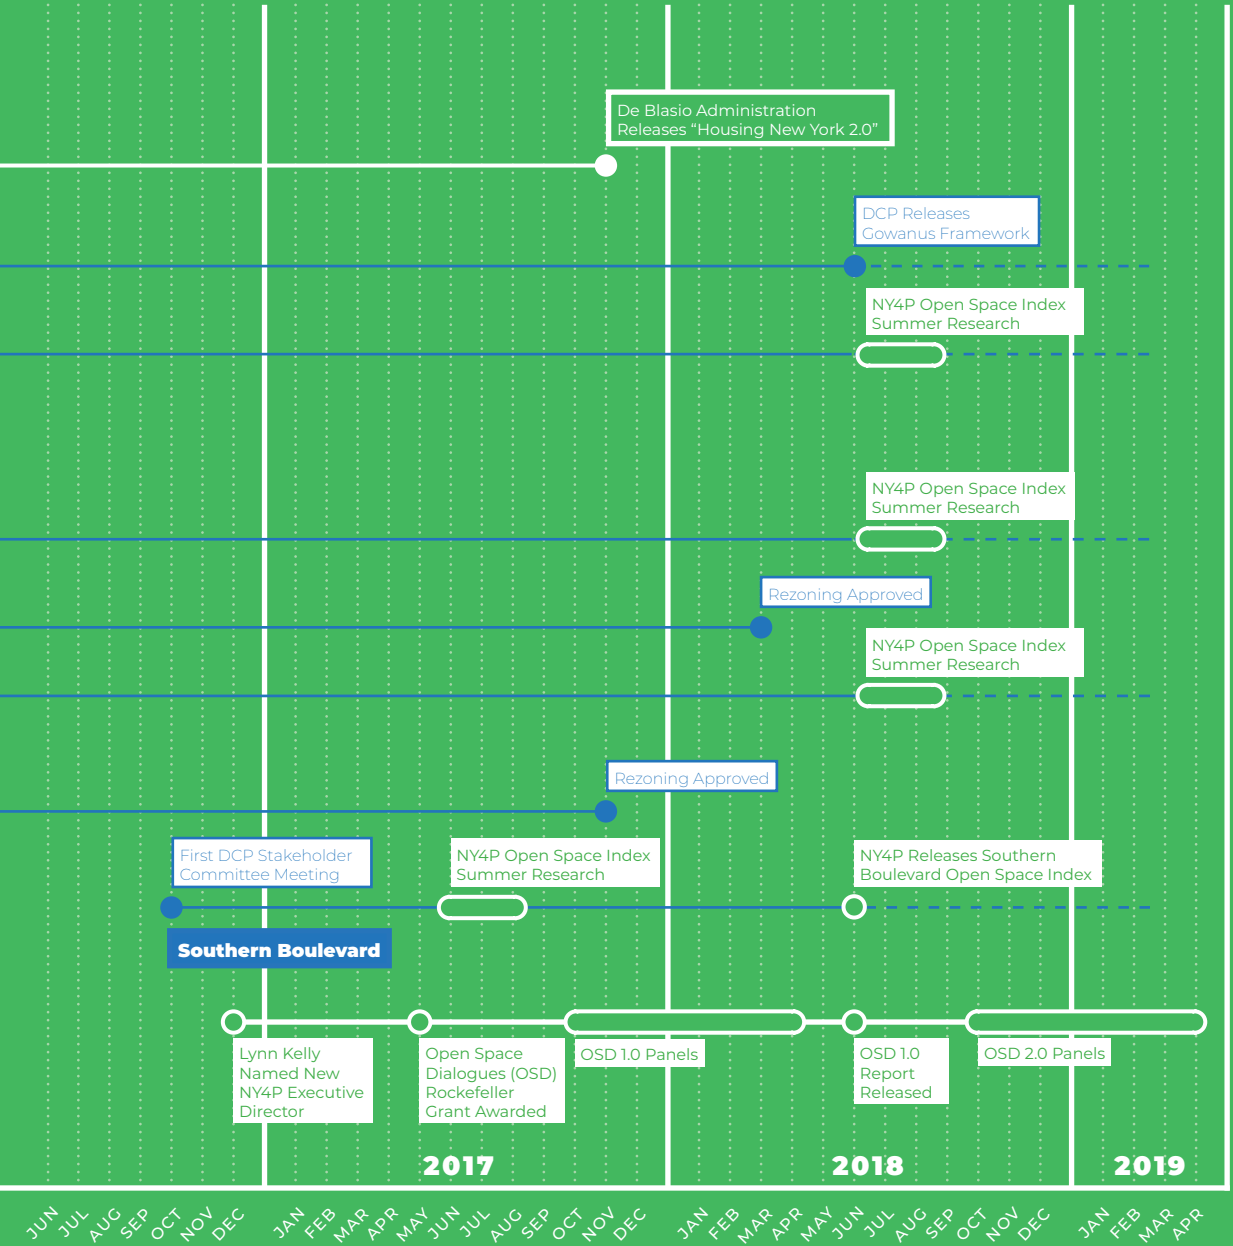 De Blasio Administration
Releases “Housing New York 2.0”
DCP Releases
Gowanus Framework
NY4P Open Space Index
Summer Research
NY4P Open Space Index
Summer Research
Rezoning Approved
NY4P Open Space Index
Summer Research
Rezoning Approved
First DCP Stakeholder
Committee Meeting
NY4P Open Space Index
Summer Research
NY4P Releases Southern
Boulevard Open Space Index
Southern Boulevard
Lynn Kelly
Named New
NY4P Executive
Director
Open Space
Dialogues (OSD)
Rockefeller
Grant Awarded
OSD 1.0 Panels
OSD 1.0
Report
Released
OSD 2.0 Panels
2017 2018 2019
JUN JUL AUG SEP OCT NOV DEC JAN FEB MAR APR MAY JUN JUL AUG SEP OCT NOV DEC JAN FEB MAR APR MAY JUN JUL AUG SEP OCT NOV DEC JAN FEB MAR APR